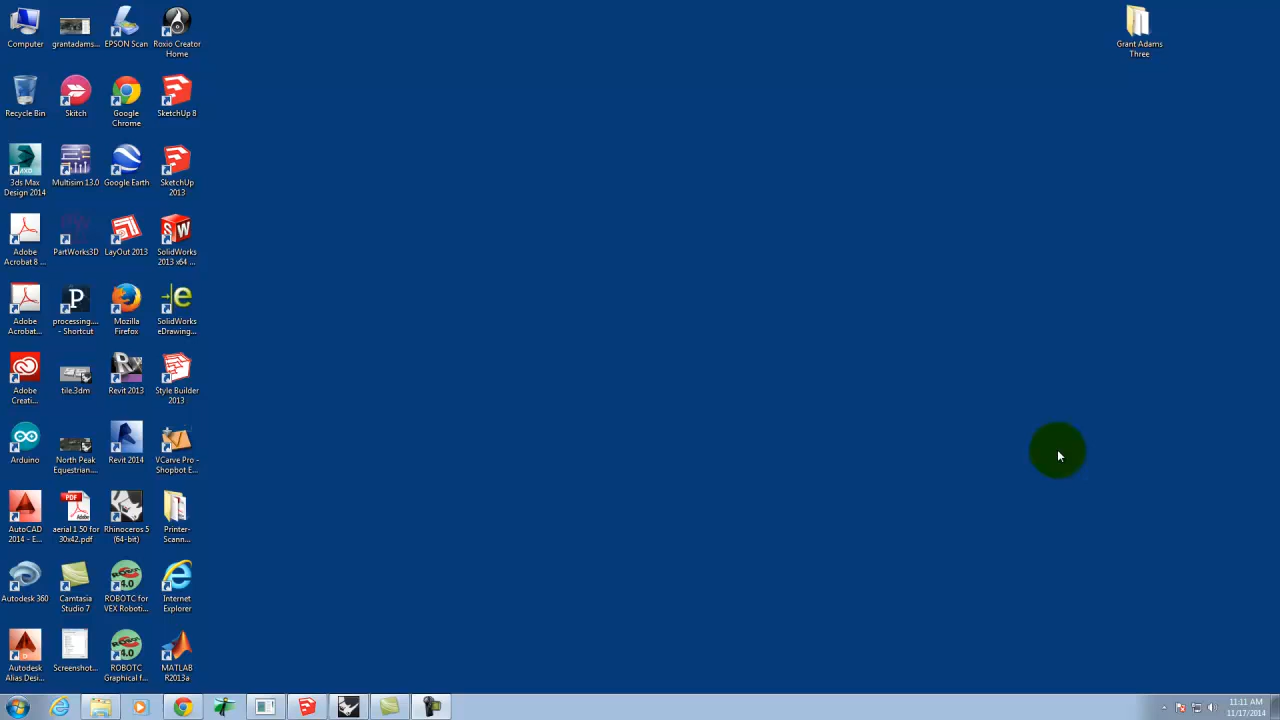 Computer
grantadams...
EPSON Scan
Roxio Creator
Home
Grant Adams
Three
Recycle Bin
Skitch
Google
Chrome
SketchUp 8
3ds Max
Design 2014
Multisim 13.0
Google Earth
SketchUp
2013
Adobe
Acrobat 8 ...
PartWorks3D
LayOut 2013
SolidWorks
2013 x64 ...
Adobe
Acrobat...
processing....
- Shortcut
Mozilla
Firefox
SolidWorks
eDrawing...
Adobe
Creati...
tile.3dm
Revit 2013
Style Builder
2013
Arduino
North Peak
Equestrian....
Revit 2014
VCarve Pro -
Shopbot E...
AutoCAD
2014 - E...
PDF
aerial 1.50 for
30x42.pdf
Rhinoceros 5
(64-bit)
Printer-
Scann...
Autodesk 360
Camtasia
Studio 7
ROBOTC for
VEX Roboti...
Internet
Explorer
Autodesk
Alias Desi...
Screenshot...
ROBOTC
Graphical f...
MATLAB
R2013a
11:11 AM
11/17/2014